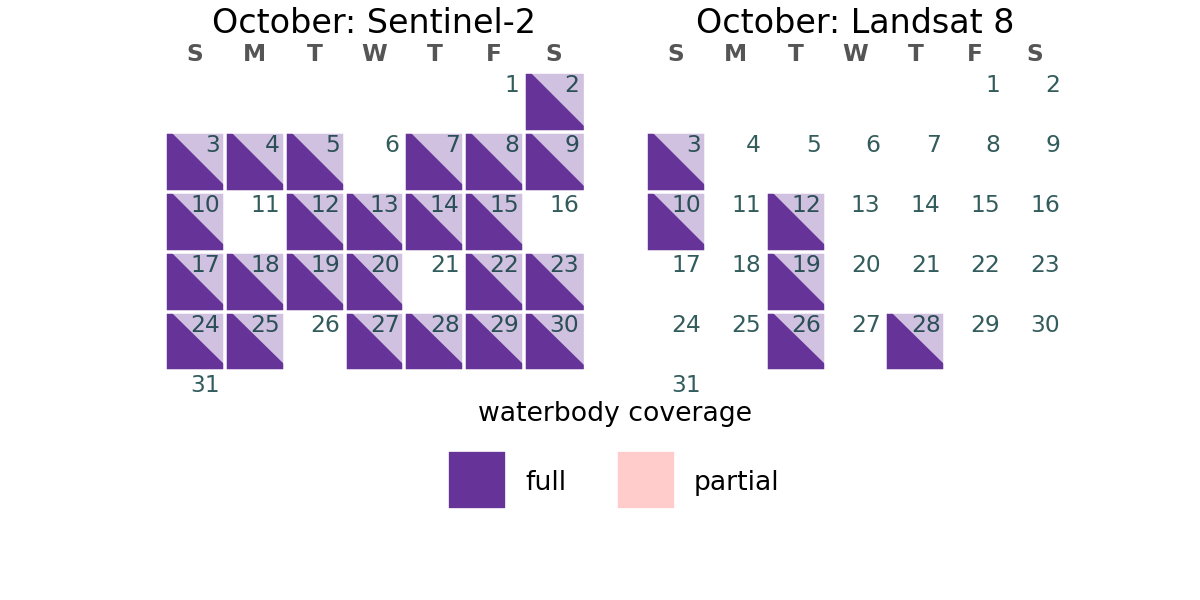 October: Sentinel-2
S M T W T F S
1 2
3 4 5 6 7 8 9
10 11 12 13 14 15 16
17 18 19 20 21 22 23
24 25 26 27 28 29 30
31
October: Landsat 8
S M T W T F S
1 2
3 4 5 6 7 8 9
10 11 12 13 14 15 16
17 18 19 20 21 22 23
24 25 26 27 28 29 30
31
waterbody coverage
full partial